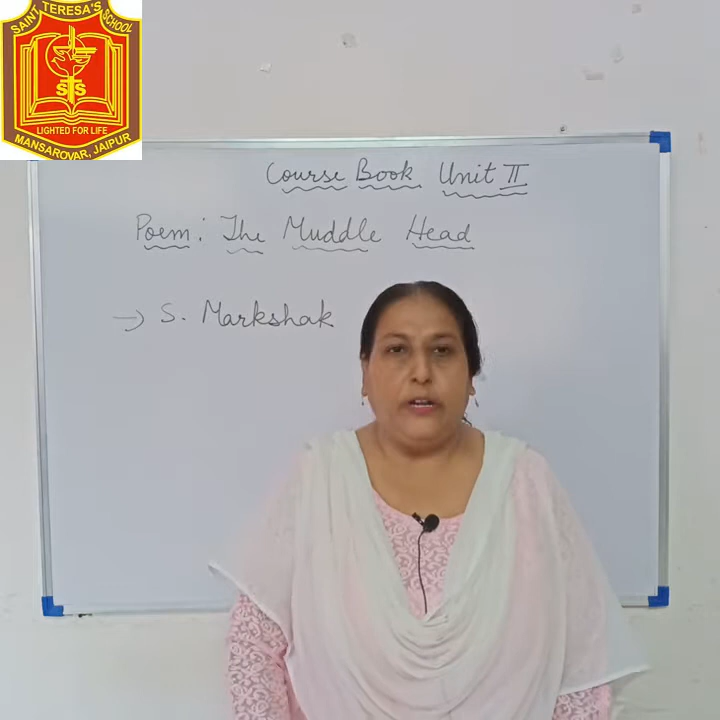 SAINT TERESA'S SCHOOL
STS
LIGHTED FOR LIFE
MANSAROVAR, JAIPUR
Course Book Unit II
Poem: The Muddle Head
→ S. Markshak